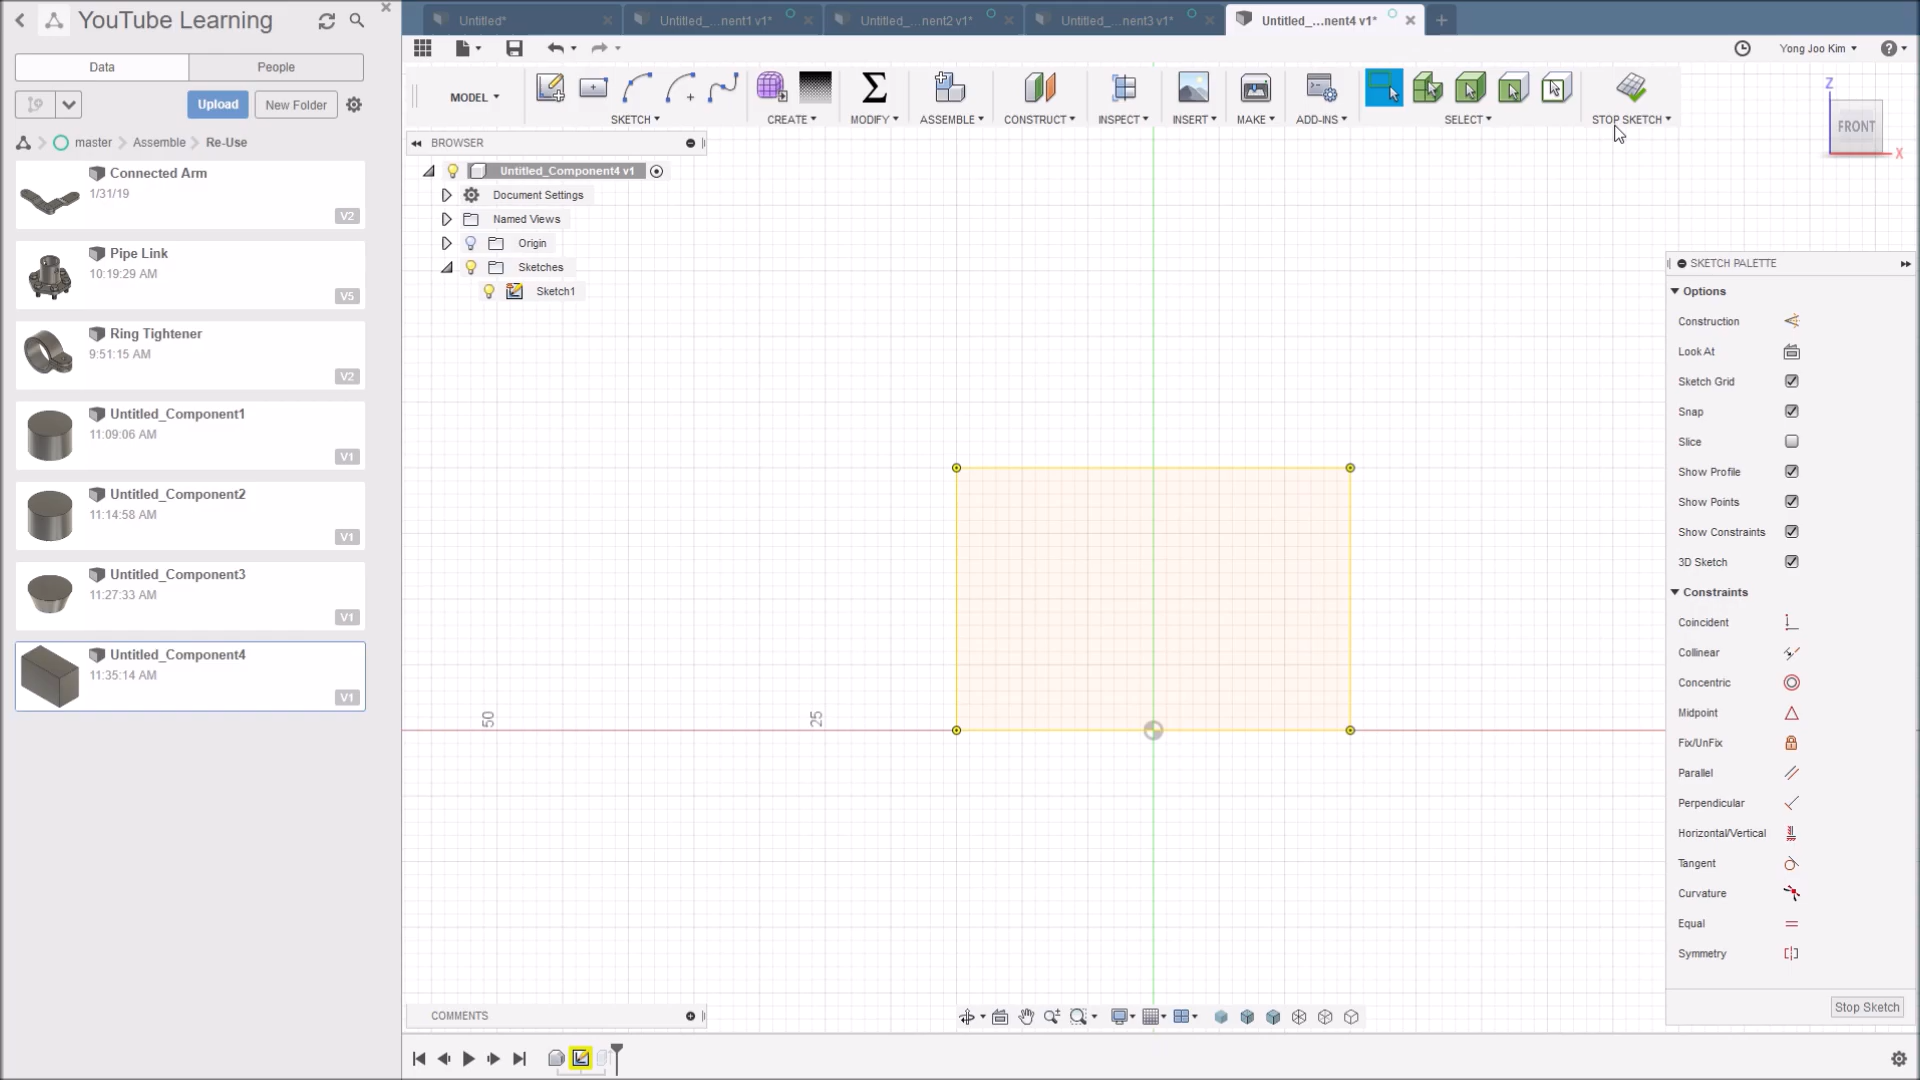 YouTube Learning
Untitled*
Untitled_...nent1 v1*
Untitled_...nent2 v1*
Untitled_...nent3 v1*
Untitled_...nent4 v1*
Yong Joo Kim
Data
People
Upload
New Folder
master
Assemble
Re-Use
Connected Arm
1/31/19
V2
Pipe Link
10:19:29 AM
V5
Ring Tightener
9:51:15 AM
V2
Untitled_Component1
11:09:06 AM
V1
Untitled_Component2
11:14:58 AM
V1
Untitled_Component3
11:27:33 AM
V1
Untitled_Component4
11:35:14 AM
V1
MODEL
SKETCH
CREATE
MODIFY
ASSEMBLE
CONSTRUCT
INSPECT
INSERT
MAKE
ADD-INS
SELECT
STOP SKETCH
BROWSER
Untitled_Component4 v1
Document Settings
Named Views
Origin
Sketches
Sketch1
Z
FRONT
X
50
25
SKETCH PALETTE
Options
Construction
Look At
Sketch Grid
Snap
Slice
Show Profile
Show Points
Show Constraints
3D Sketch
Constraints
Coincident
Collinear
Concentric
Midpoint
Fix/UnFix
Parallel
Perpendicular
Horizontal/Vertical
Tangent
Curvature
Equal
Symmetry
Stop Sketch
COMMENTS